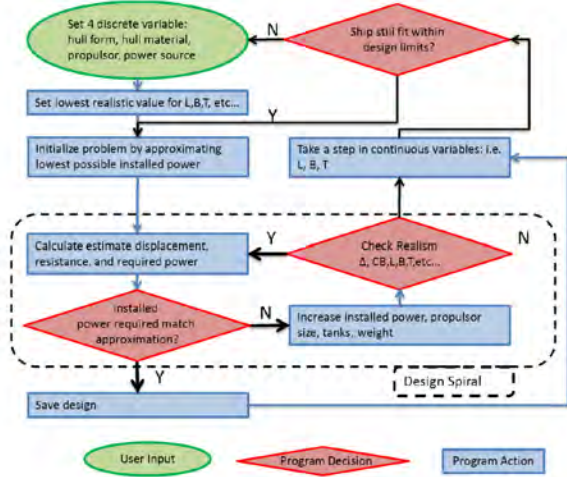 Set 4 discrete variable:
hull form, hull material,
propulsor, power source
N
Ship still fit within
design limits?
Set lowest realistic value for L,B,T, etc...
Y
Initialize problem by approximating
lowest possible installed power
Take a step in continuous variables: i.e.
L, B, T
Calculate estimate displacement,
resistance, and required power
Y
Check Realism
Δ, CB,L,B,T,etc...
N
Installed
power required match
approximation?
N
Increase installed power, propulsor
size, tanks, weight
Y
Design Spiral
Save design
User Input
Program Decision
Program Action